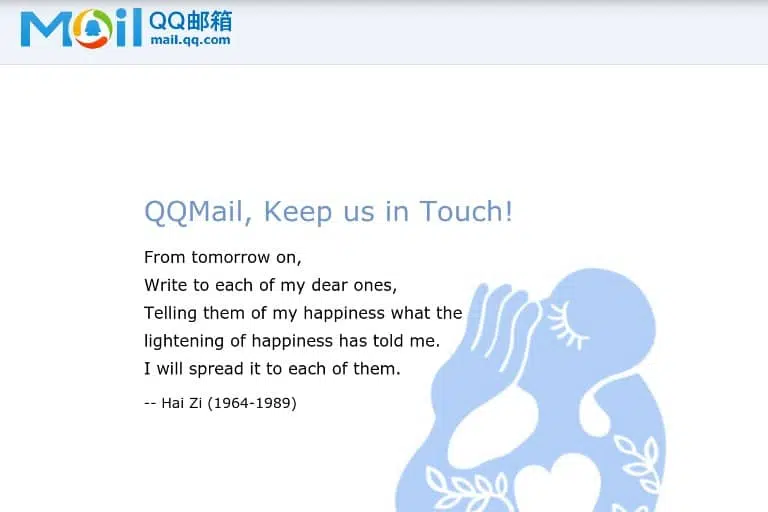 Mail QQ邮箱
mail.qq.com
QQMail, Keep us in Touch!
From tomorrow on,
Write to each of my dear ones,
Telling them of my happiness what the
lightening of happiness has told me.
I will spread it to each of them.
-- Hai Zi (1964-1989)